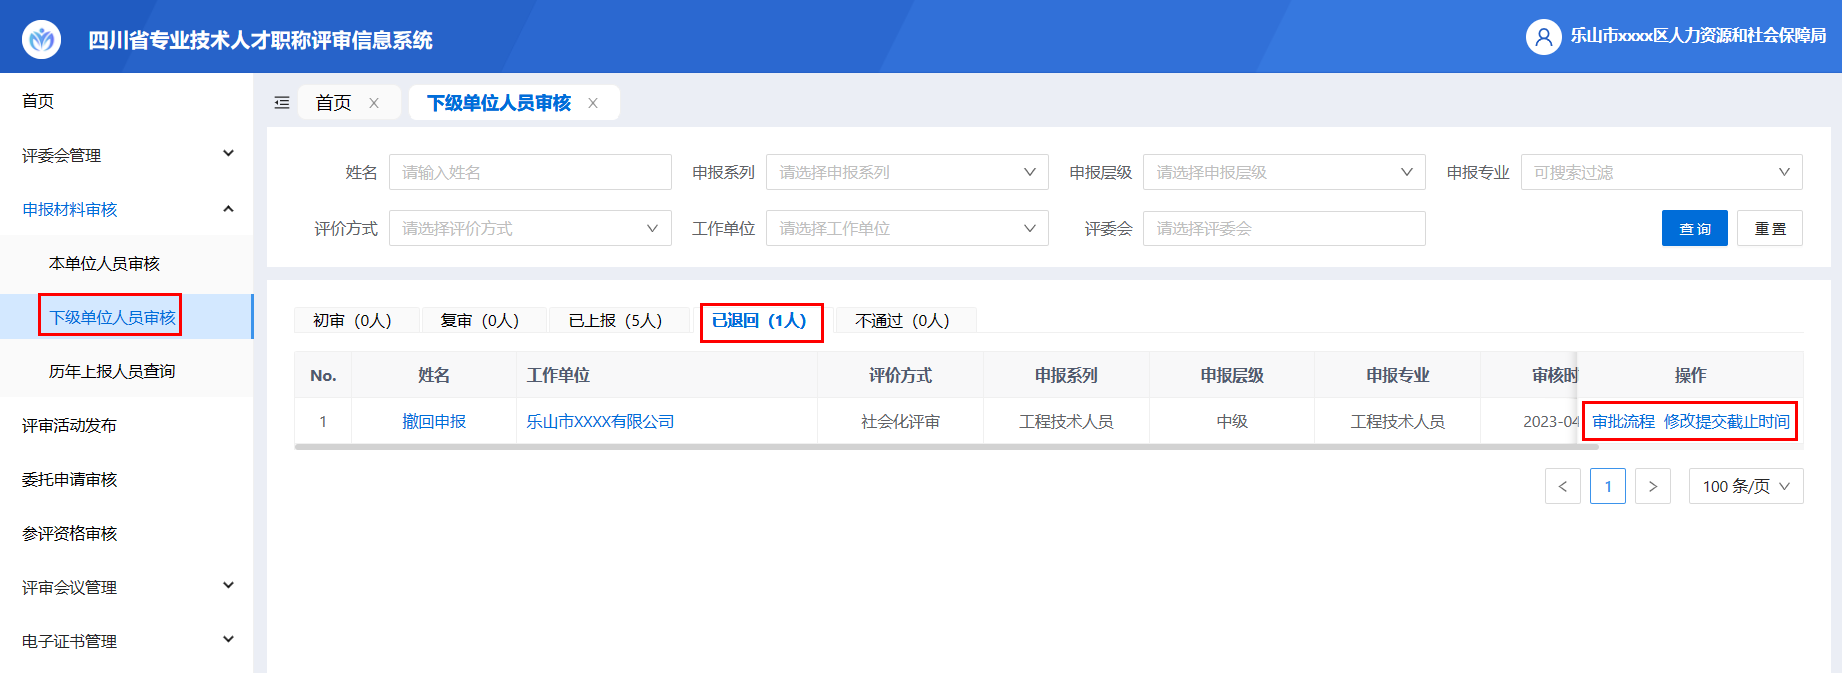 四川省专业技术人才职称评审信息系统
乐山市xxxx区人力资源和社会保障局
首页
评委会管理
申报材料审核
本单位人员审核
下级单位人员审核
历年上报人员查询
评审活动发布
委托申请审核
参评资格审核
评审会议管理
电子证书管理
首页 下级单位人员审核
姓名 请输入姓名 申报系列 请选择申报系列 申报层级 请选择申报层级 申报专业 可搜索过滤
评价方式 请选择评价方式 工作单位 请选择工作单位 评委会 请选择评委会 查询 重置
初审（0人） 复审（0人） 已上报（5人） 已退回（1人） 不通过（0人）
No. 姓名 工作单位 评价方式 申报系列 申报层级 申报专业 审核时 操作
1 撤回申报 乐山市XXXX有限公司 社会化评审 工程技术人员 中级 工程技术人员 2023-04 审批流程 修改提交截止时间
< 1 > 100 条/页